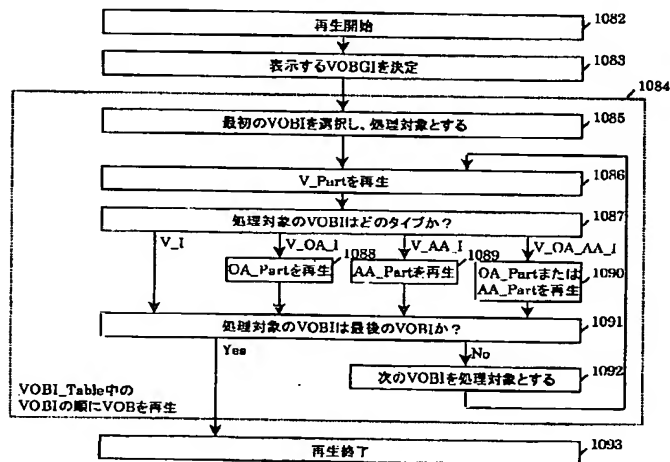 再生開始
1082
表示するVOBGIを決定
1083
1084
最初のVOBIを選択し、処理対象とする
1085
V_Partを再生
1086
処理対象のVOBIはどのタイプか？
1087
V_I
V_OA_I
1088
V_AA_I
1089
V_OA_AA_I
OA_Partを再生
AA_Partを再生
OA_Partまたは
AA_Partを再生
1090
処理対象のVOBIは最後のVOBIか？
1091
Yes
No
次のVOBIを処理対象とする
1092
VOBI_Table中の
VOBIの順にVOBを再生
再生終了
1093